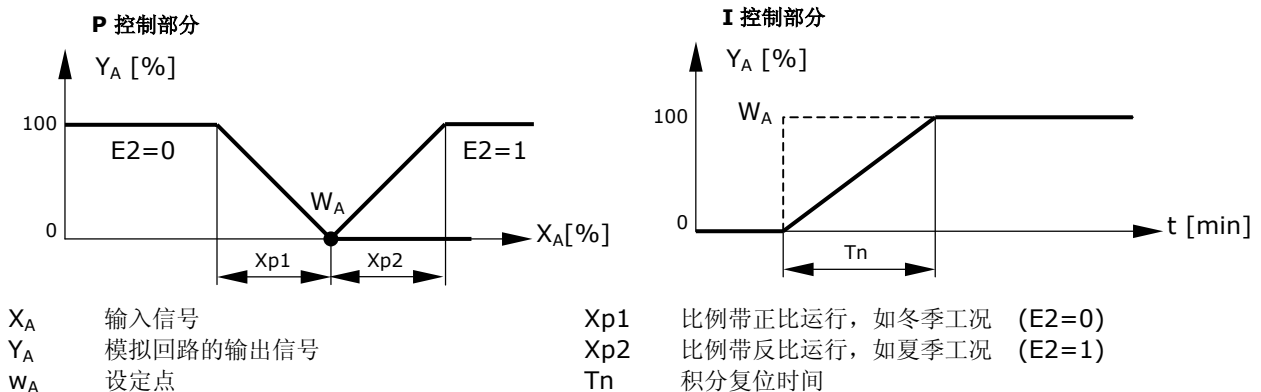 P 控制部分
Y_A [%]
100
E2=0
E2=1
W_A
0
X_A[%]
Xp1
Xp2
I 控制部分
Y_A [%]
100
W_A
0
t [min]
Tn
X_A 输入信号
Y_A 模拟回路的输出信号
w_A 设定点
Xp1 比例带正比运行，如冬季工况 (E2=0)
Xp2 比例带反比运行，如夏季工况 (E2=1)
Tn 积分复位时间